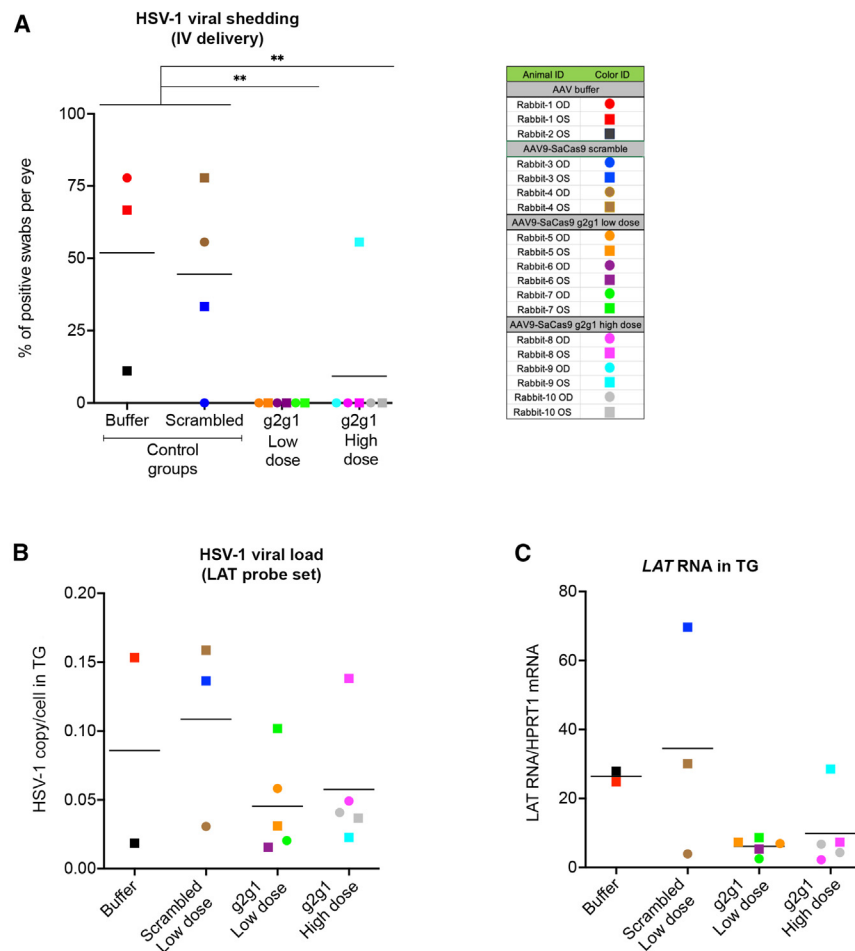 A
HSV-1 viral shedding
(IV delivery)
**
**
% of positive swabs per eye
100
75
50
25
0
Buffer
Scrambled
g2g1
Low
dose
g2g1
High
dose
Control
groups
Animal ID Color ID
AAV buffer
Rabbit-1 OD
Rabbit-1 OS
Rabbit-2 OS
AAV9-SaCas9 scramble
Rabbit-3 OD
Rabbit-3 OS
Rabbit-4 OD
Rabbit-4 OS
AAV9-SaCas9 g2g1 low dose
Rabbit-5 OD
Rabbit-5 OS
Rabbit-6 OD
Rabbit-6 OS
Rabbit-7 OD
Rabbit-7 OS
AAV9-SaCas9 g2g1 high dose
Rabbit-8 OD
Rabbit-8 OS
Rabbit-9 OD
Rabbit-9 OS
Rabbit-10 OD
Rabbit-10 OS
B
HSV-1 viral load
(LAT probe set)
HSV-1 copy/cell in TG
0.20
0.15
0.10
0.05
0.00
Buffer
Scrambled
Low dose
g2g1
Low dose
g2g1
High dose
C
LAT RNA in TG
LAT RNA/HPRT1 mRNA
80
60
40
20
0
Buffer
Scrambled
Low dose
g2g1
Low dose
g2g1
High dose